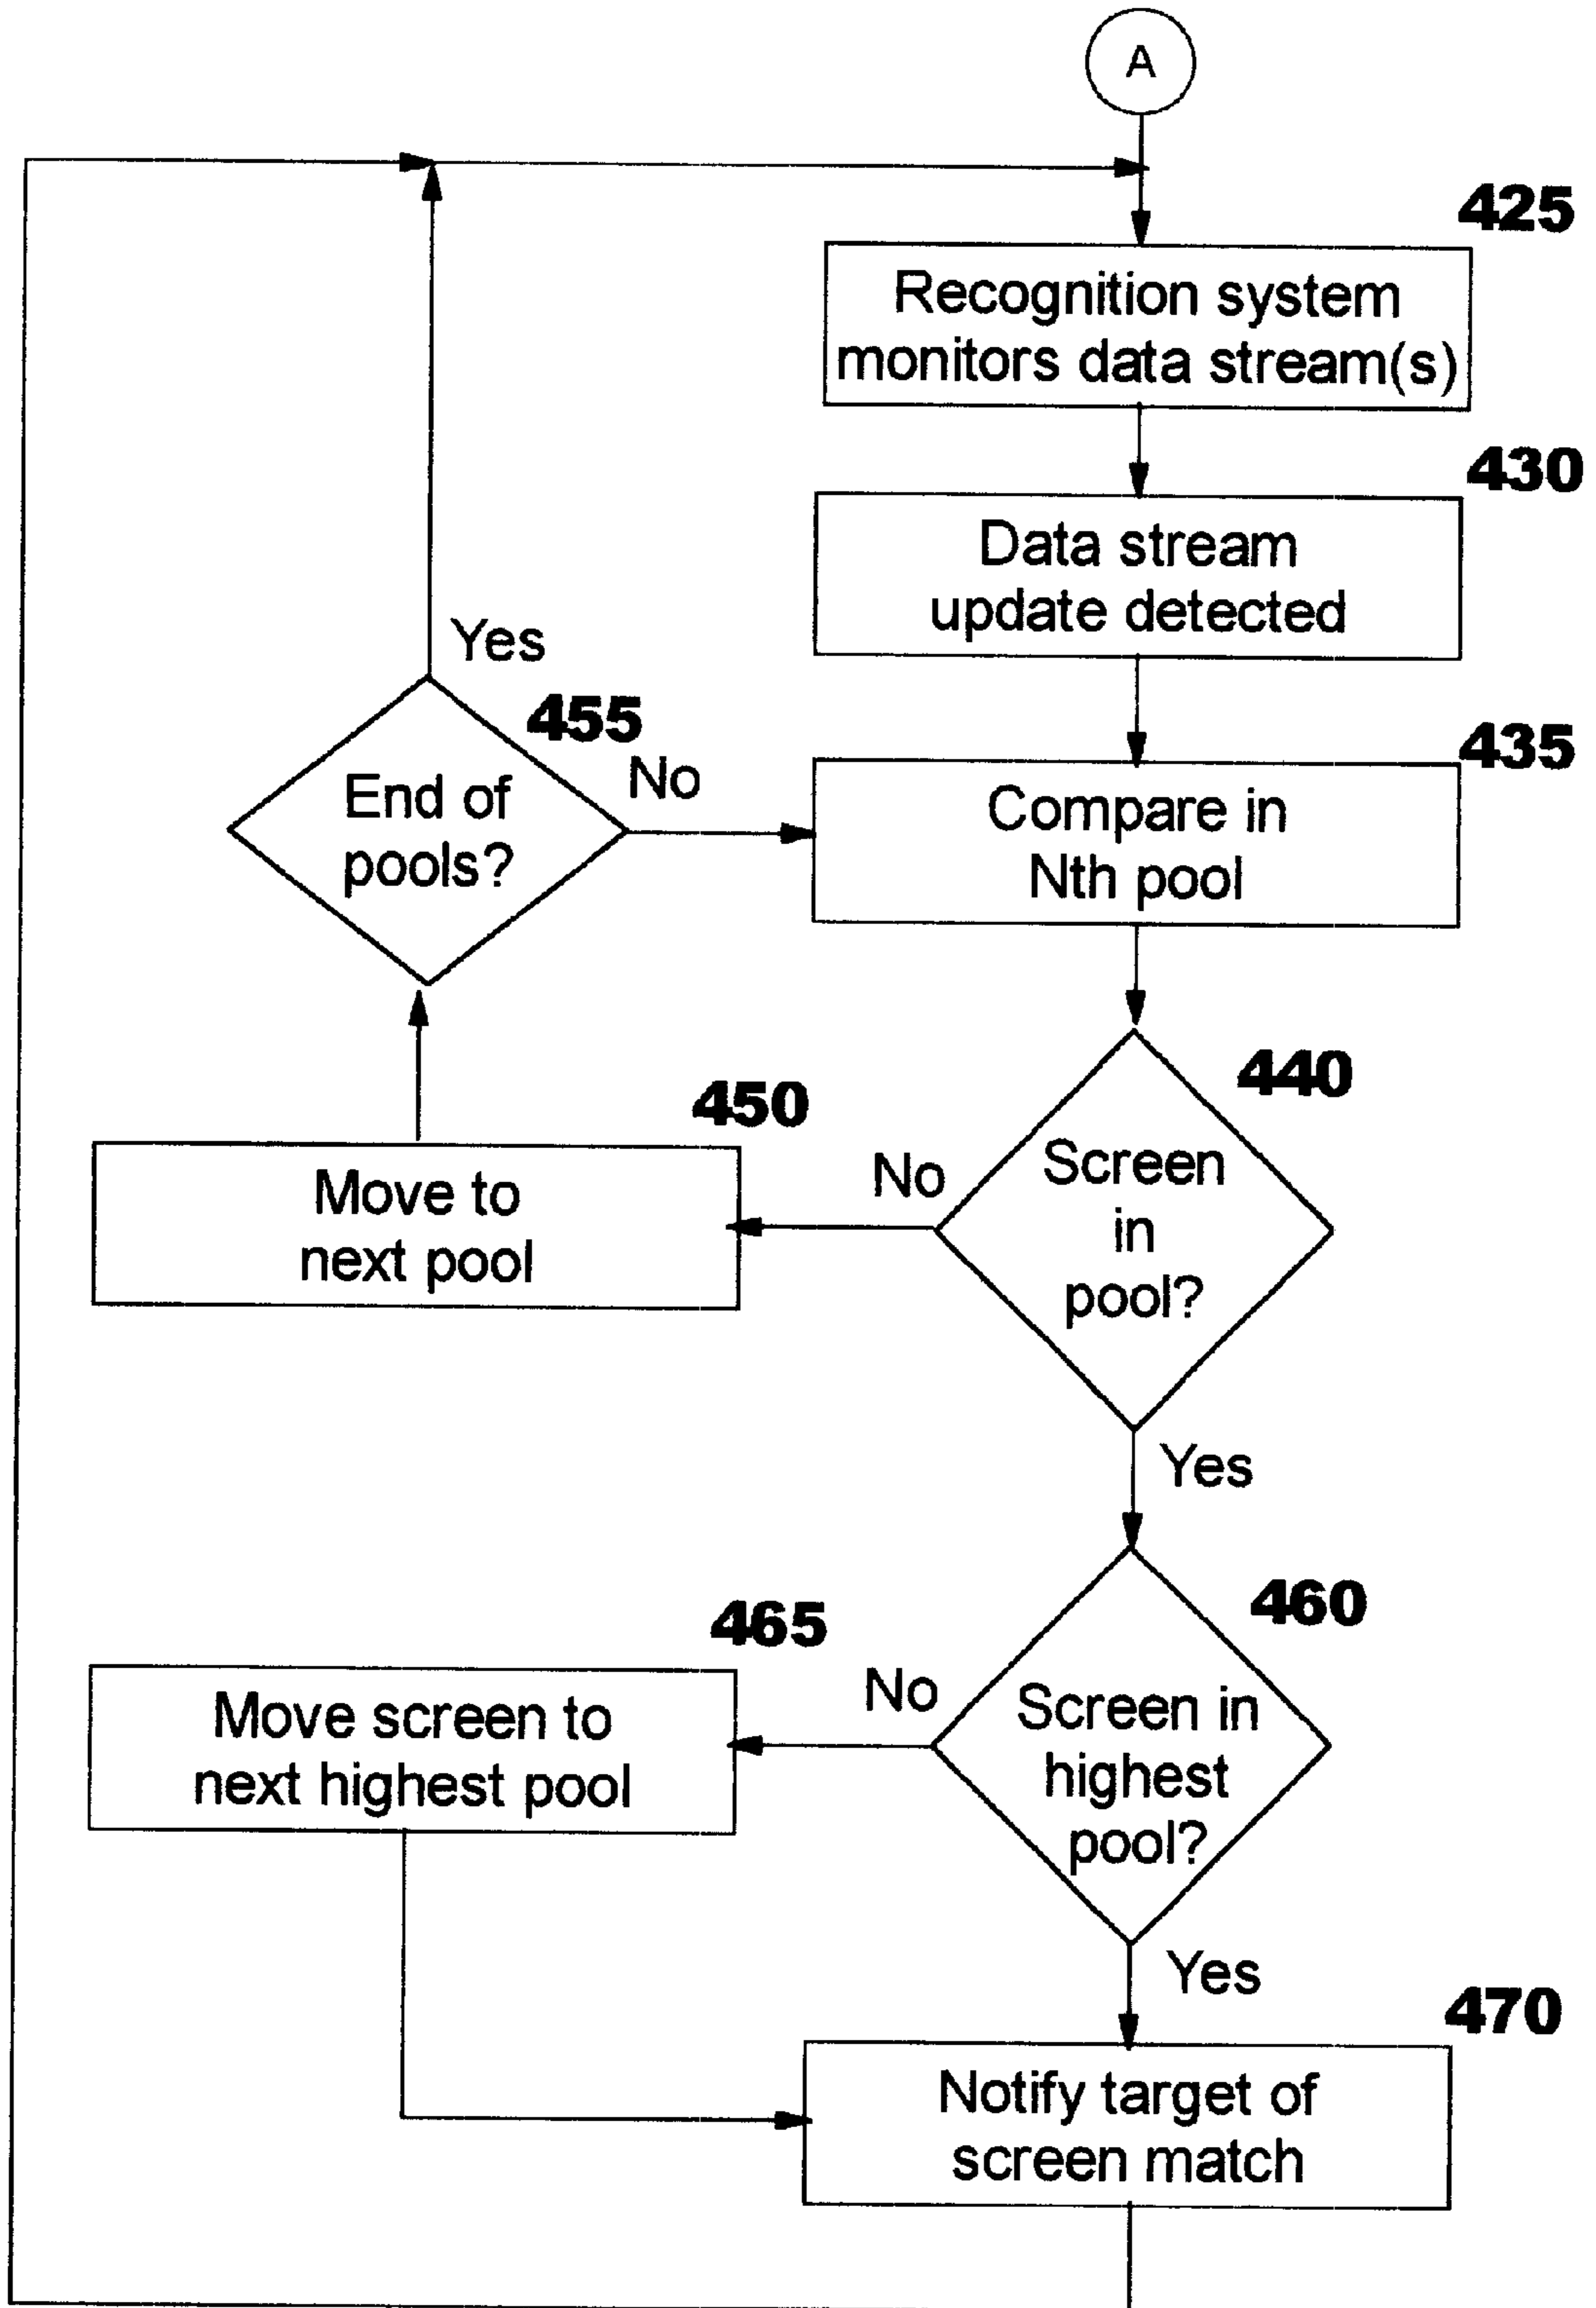 A
425
Recognition system
monitors data stream(s)
430
Data stream
update detected
Yes
455
End of
pools?
No
435
Compare in
Nth pool
440
Screen
in
pool?
No
450
Move to
next pool
Yes
460
Screen in
highest
pool?
No
465
Move screen to
next highest pool
Yes
470
Notify target of
screen match